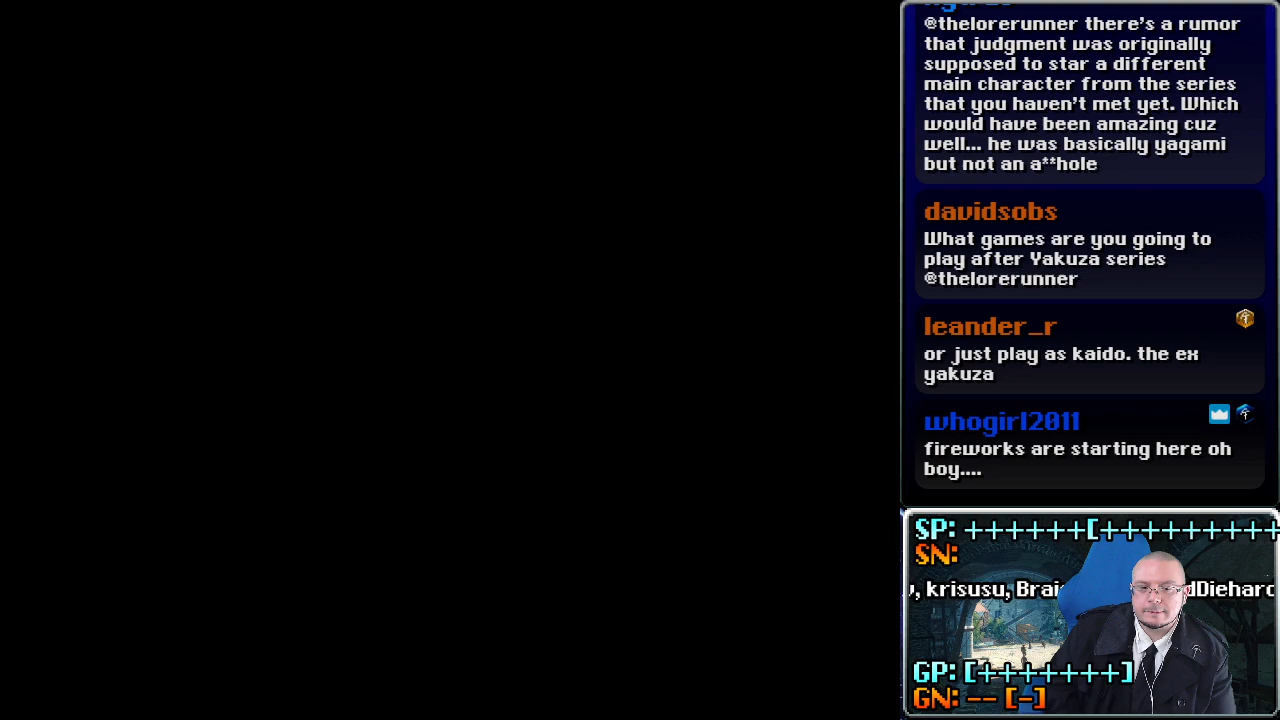 @thelorerunner there's a rumor
that judgment was originally
supposed to star a different
main character from the series
that you haven't met yet. Which
would have been amazing cuz
well... he was basically yagami
but not an a**hole
davidsobs
What games are you going to
play after Yakuza series
@thelorerunner
leander_r
or just play as kaido. the ex
yakuza
whogirl2011
fireworks are starting here oh
boy....
SP: ++++++[+++++++++
SN:
krisusu,
GP: [+++++++]
GN: -- [-]